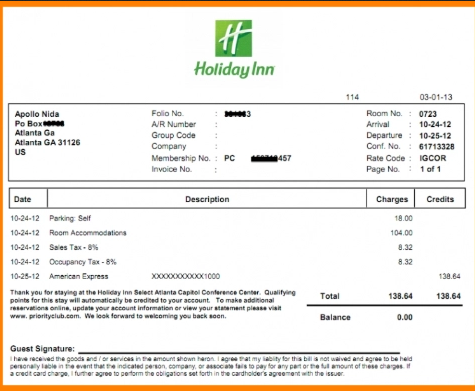 H
Holiday Inn
114 03-01-13
Apollo Nida Folio No. : Room No. : 0723
Po Box A/R Number : Arrival : 10-24-12
Atlanta Ga Group Code : Departure : 10-25-12
Atlanta GA 31126 Company : Conf. No. : 61713328
US Membership No. : PC 457 Rate Code : IGCOR
Invoice No. : Page No. : 1 of 1
Date Description Charges Credits
10-24-12 Parking: Self 18.00
10-24-12 Room Accommodations 104.00
10-24-12 Sales Tax - 8% 8.32
10-24-12 Occupancy Tax - 8% 8.32
10-25-12 American Express XXXXXXXXXXX1000 138.64
Thank you for staying at the Holiday Inn Select Atlanta Capitol Conference Center. Qualifying
points for this stay will automatically be credited to your account. To make additional
reservations online, update your account information or view your statement please visit
www.priorityclub.com. We look forward to welcoming you back soon.
Total 138.64 138.64
Balance 0.00
Guest Signature:
I have received the goods and / or services in the amount shown heron. I agree that my liablity for this bill is not waived and agree to be held
personally liable in the event that the indicated person, company, or associate fails to pay for any part or the full amount of these charges. If
a credit card charge, I further agree to perform the obligations set forth in the cardholder's agreement with the issuer.